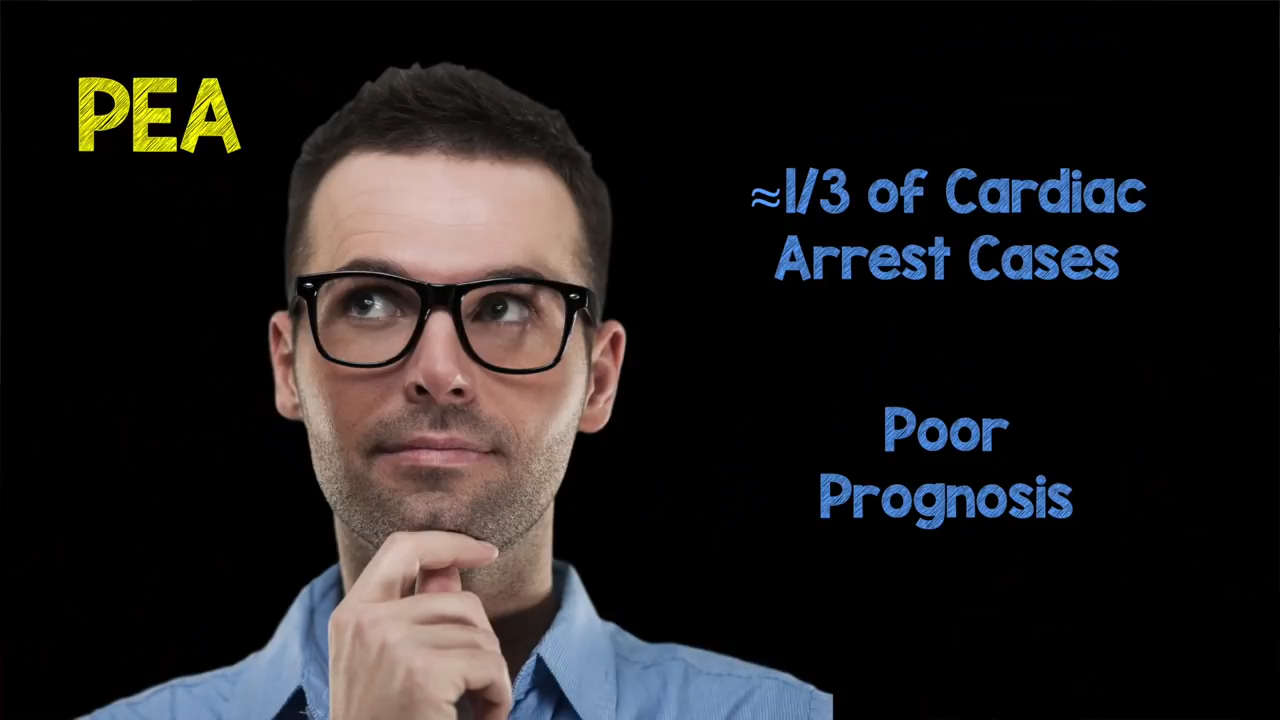 PEA
≈1/3 of Cardiac
Arrest Cases
Poor
Prognosis